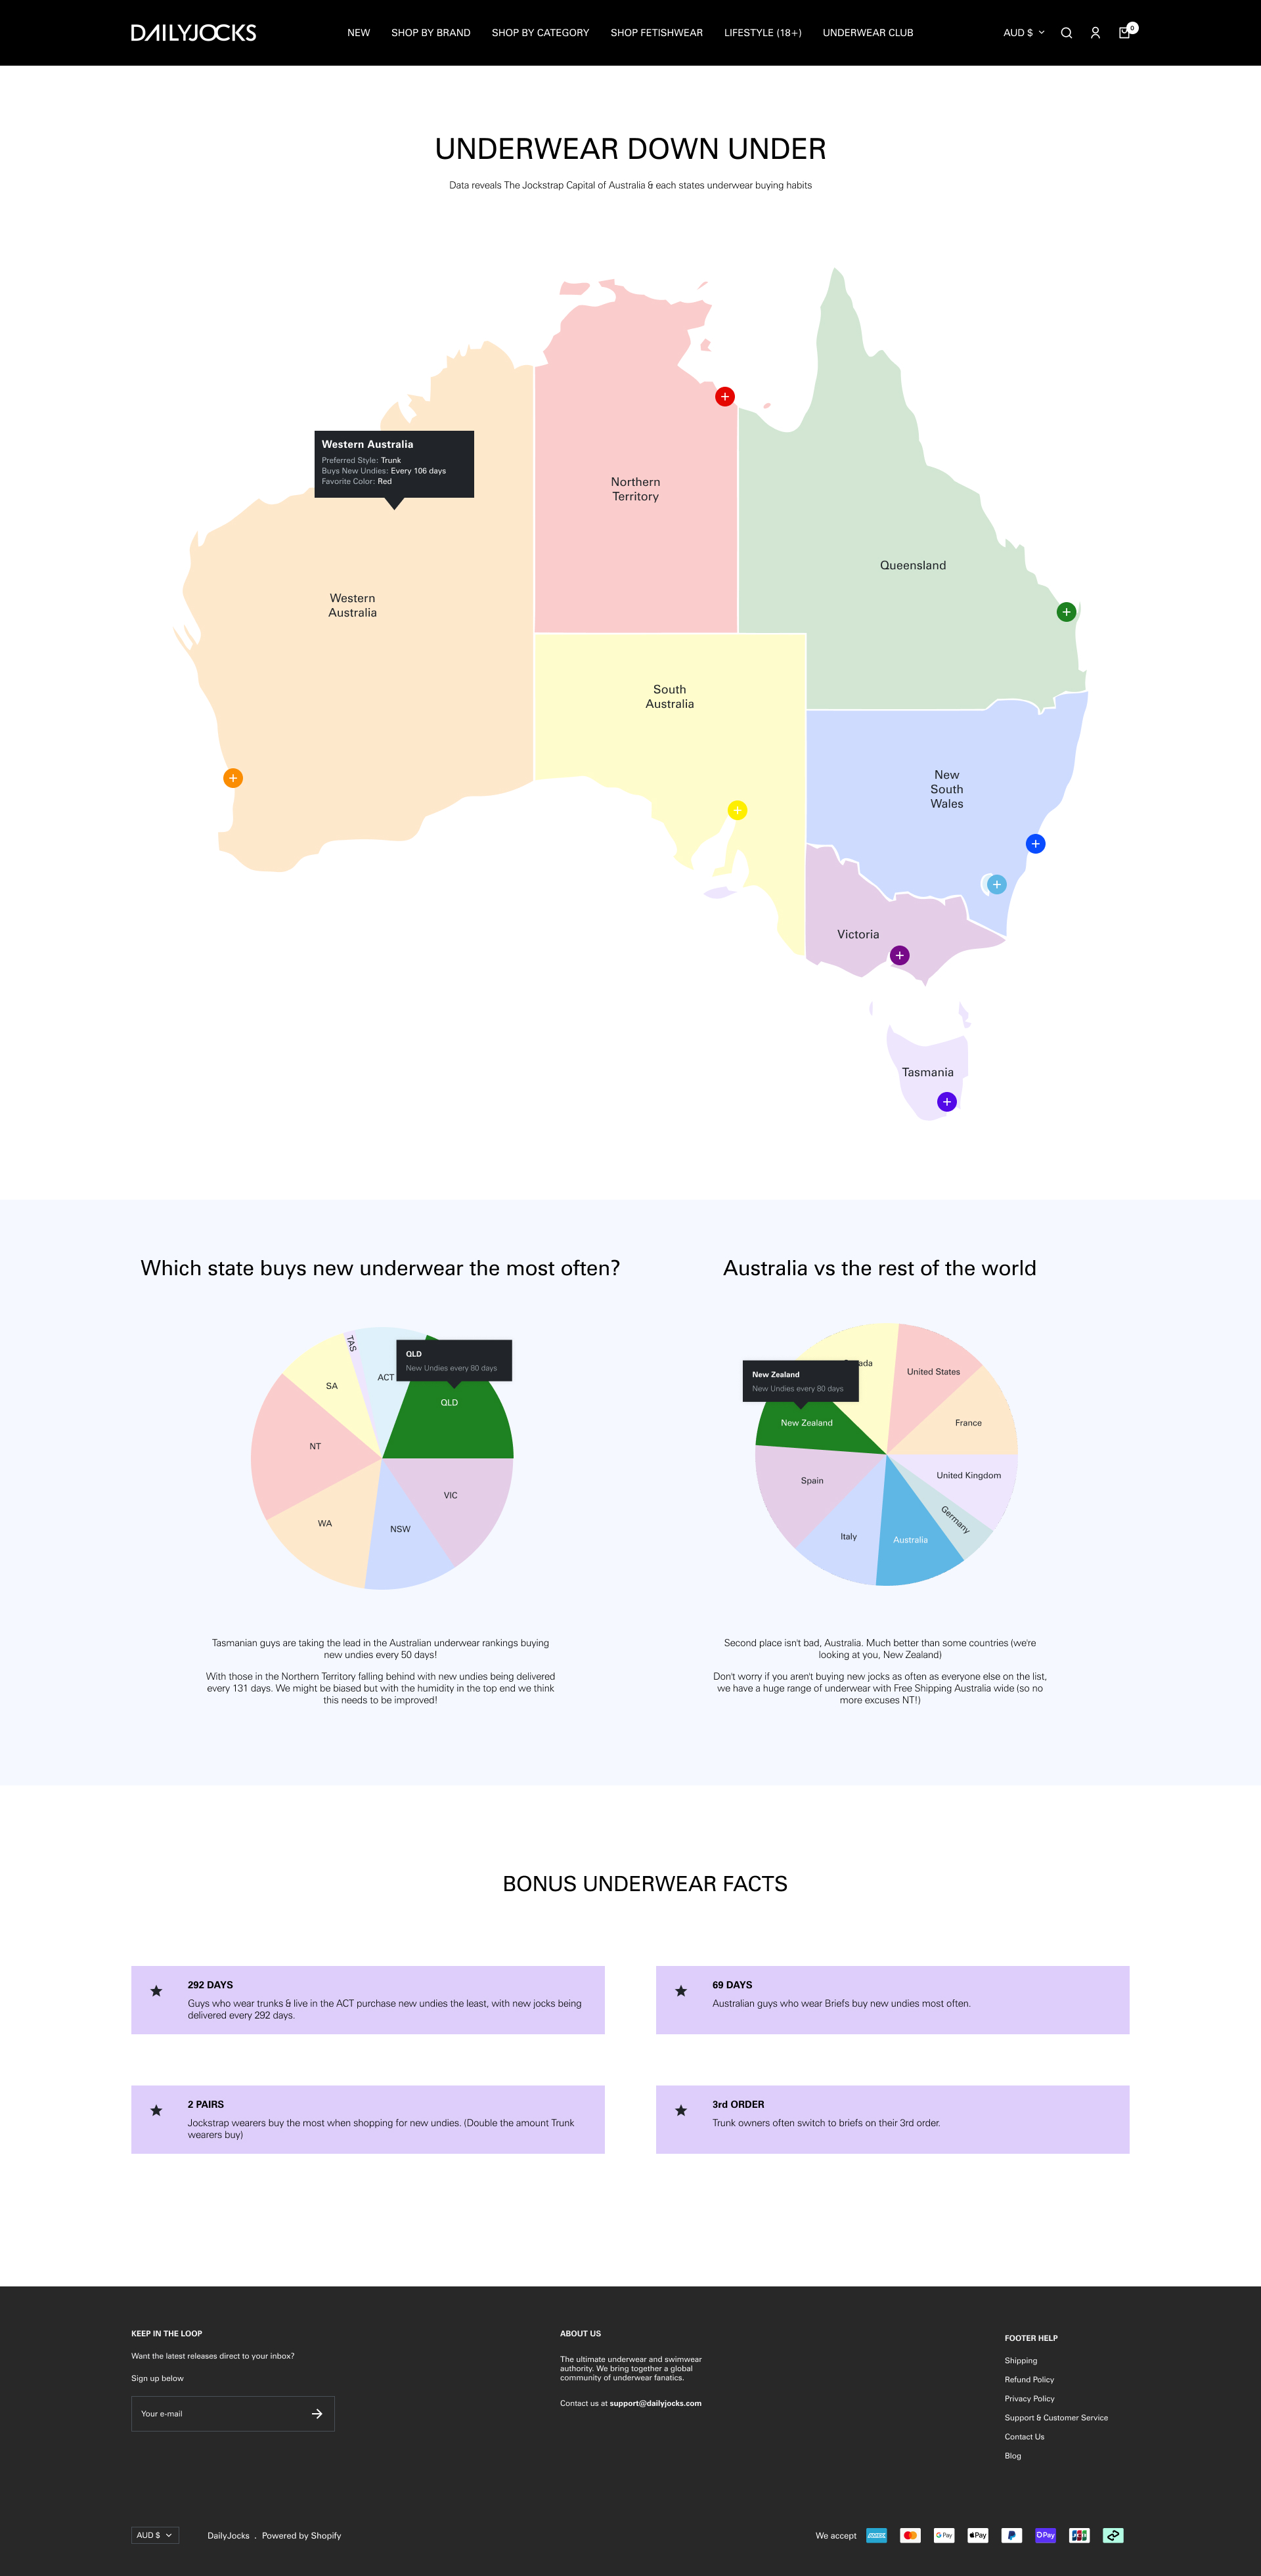 DAILYJOCKS
NEW
SHOP BY BRAND
SHOP BY CATEGORY
SHOP FETISHWEAR
LIFESTYLE (18+)
UNDERWEAR CLUB
AUD $
0
UNDERWEAR DOWN UNDER
Data reveals The Jockstrap Capital of Australia & each states underwear buying habits
Western Australia
Preferred Style: Trunk
Buys New Undies: Every 106 days
Favorite Color: Red
Northern
Territory
Queensland
Western
Australia
South
Australia
New
South
Wales
Victoria
Tasmania
Which state buys new underwear the most often?
QLD
New Undies every 80 days
TAS
ACT
SA
QLD
NT
VIC
WA
NSW
Tasmanian guys are taking the lead in the Australian underwear rankings buying
new undies every 50 days!
With those in the Northern Territory falling behind with new undies being delivered
every 131 days. We might be biased but with the humidity in the top end we think
this needs to be improved!
Australia vs the rest of the world
ada
United States
New Zealand
New Undies every 80 days
New Zealand
France
Spain
United Kingdom
Germany
Italy
Australia
Second place isn't bad, Australia. Much better than some countries (we're
looking at you, New Zealand)
Don't worry if you aren't buying new jocks as often as everyone else on the list,
we have a huge range of underwear with Free Shipping Australia wide (so no
more excuses NT!)
BONUS UNDERWEAR FACTS
292 DAYS
Guys who wear trunks & live in the ACT purchase new undies the least, with new jocks being
delivered every 292 days.
69 DAYS
Australian guys who wear Briefs buy new undies most often.
2 PAIRS
Jockstrap wearers buy the most when shopping for new undies. (Double the amount Trunk
wearers buy)
3rd ORDER
Trunk owners often switch to briefs on their 3rd order.
KEEP IN THE LOOP
Want the latest releases direct to your inbox?
Sign up below
Your e-mail
ABOUT US
The ultimate underwear and swimwear
authority. We bring together a global
community of underwear fanatics.
Contact us at support@dailyjocks.com
FOOTER HELP
Shipping
Refund Policy
Privacy Policy
Support & Customer Service
Contact Us
Blog
AUD $
DailyJocks . Powered by Shopify
We accept
AMEX
G Pay
Pay
Pay
JCB